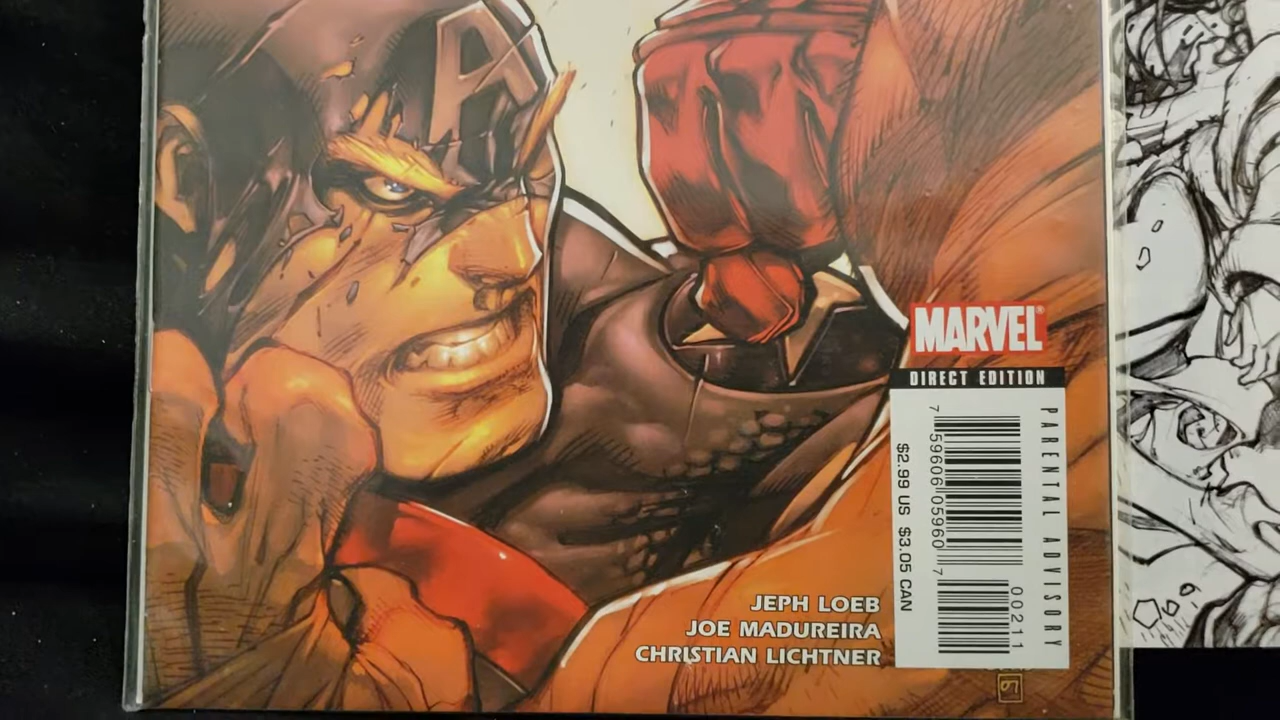 A
MARVEL®
DIRECT EDITION
PARENTAL ADVISORY
7 59606 05960 7
00211
$2.99 US $3.05 CAN
JEPH LOEB
JOE MADUREIRA
CHRISTIAN LICHTNER